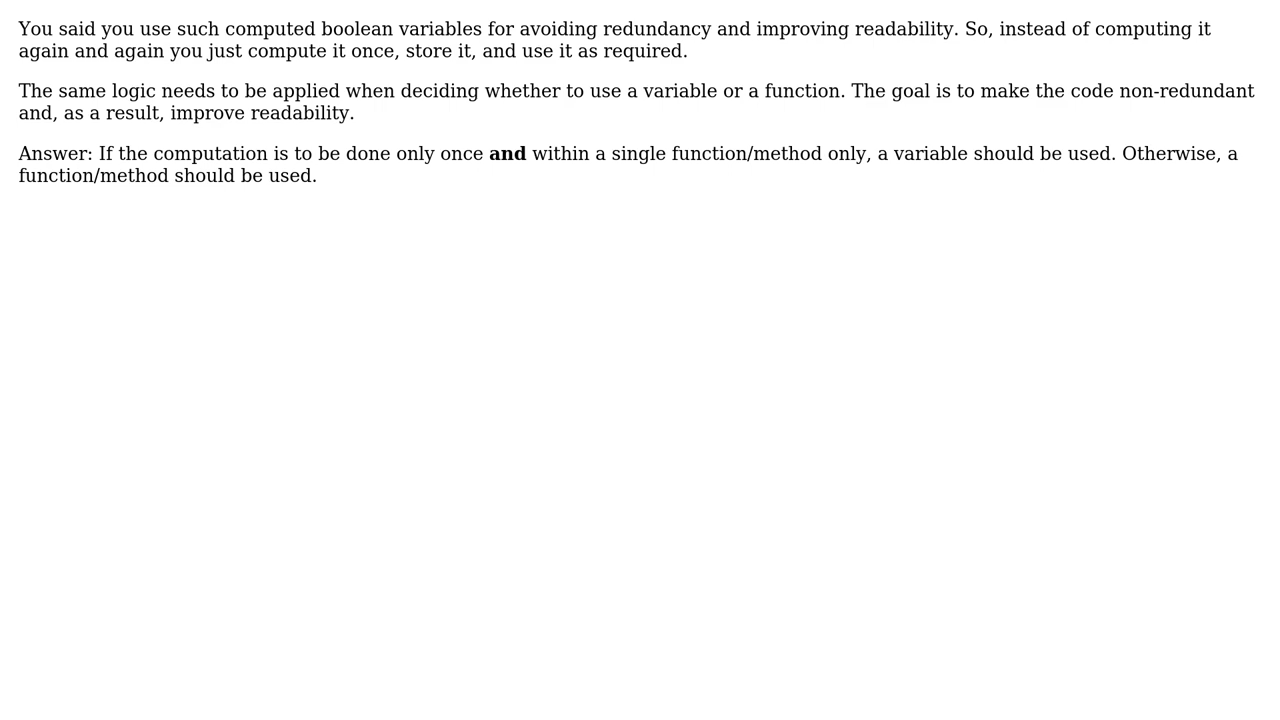 You said you use such computed boolean variables for avoiding redundancy and improving readability. So, instead of computing it
again and again you just compute it once, store it, and use it as required.
The same logic needs to be applied when deciding whether to use a variable or a function. The goal is to make the code non-redundant
and, as a result, improve readability.
Answer: If the computation is to be done only once and within a single function/method only, a variable should be used. Otherwise, a
function/method should be used.